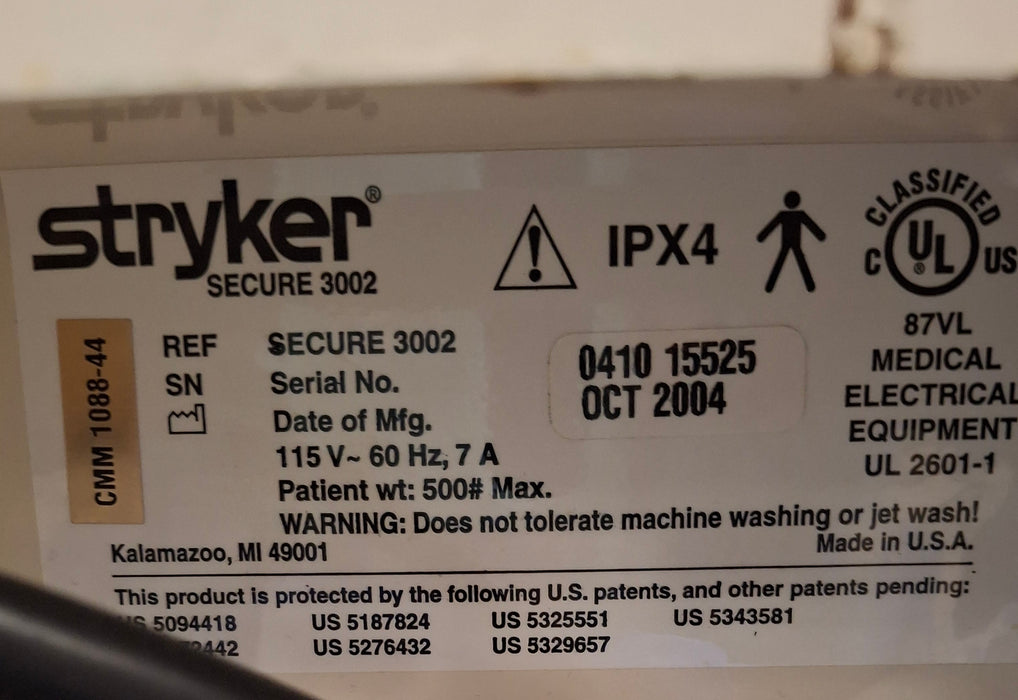 stryker®
SECURE 3002
IPX4
CLASSIFIED
C UL® US
87VL
MEDICAL
ELECTRICAL
EQUIPMENT
UL 2601-1
CMM 1088-44
REF SECURE 3002
SN Serial No. 0410 15525
Date of Mfg. OCT 2004
115 V~ 60 Hz, 7 A
Patient wt: 500# Max.
WARNING: Does not tolerate machine washing or jet wash!
Kalamazoo, MI 49001 Made in U.S.A.
This product is protected by the following U.S. patents, and other patents pending:
US 5094418 US 5187824 US 5325551 US 5343581
US 5276432 US 5329657